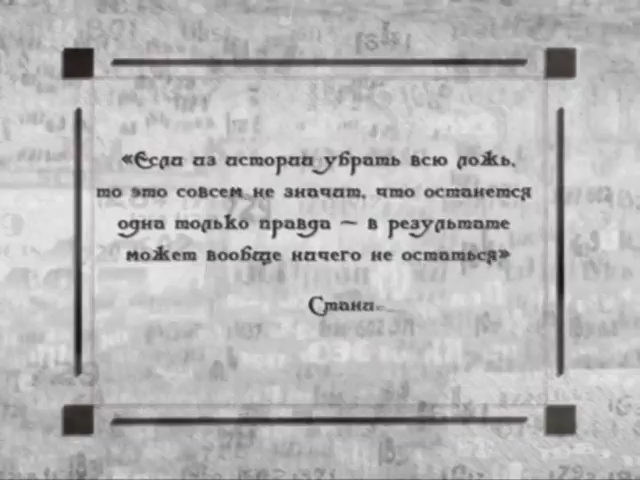 «Если из истории убрать всю ложь,
то это совсем не значит, что останется
одна только правда — в результате
может вообще ничего не остаться»
Стани